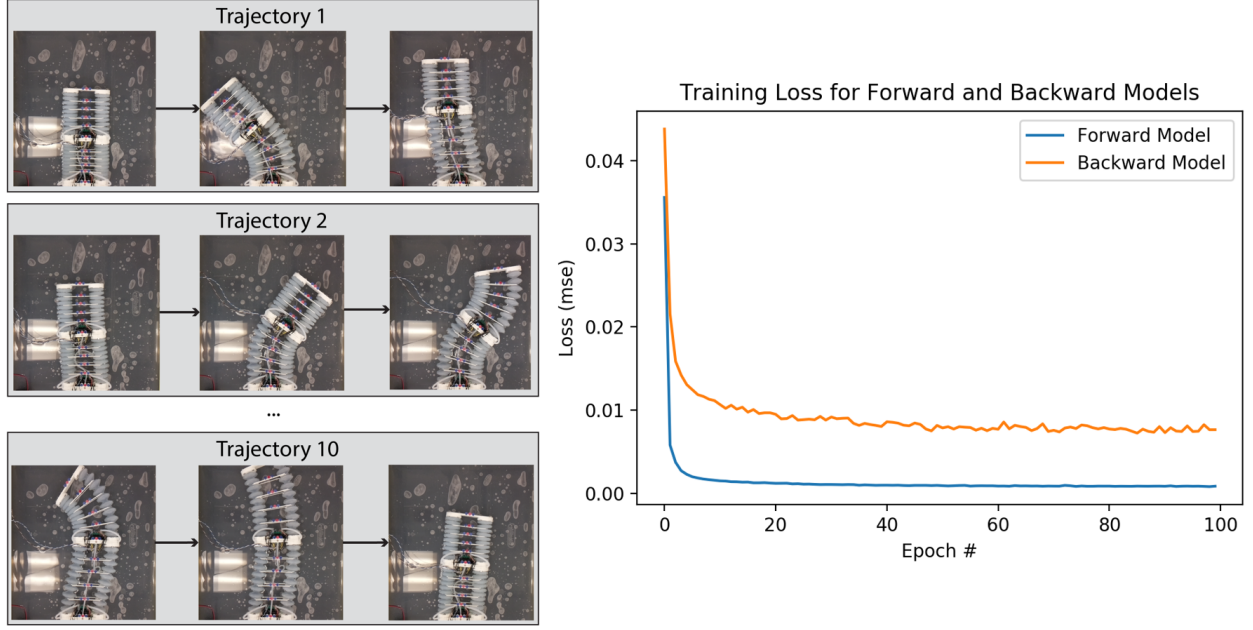 Trajectory 1
Trajectory 2
...
Trajectory 10
Training Loss for Forward and Backward Models
Forward Model
Backward Model
Loss (mse)
0.04
0.03
0.02
0.01
0.00
0 20 40 60 80 100
Epoch #